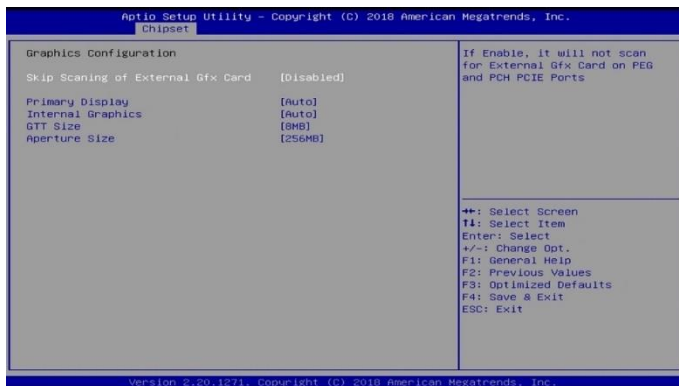 Aptio Setup Utility – Copyright (C) 2018 American Megatrends, Inc.
Chipset
Graphics Configuration
Skip Scaning of External Gfx Card [Disabled]
Primary Display [Auto]
Internal Graphics [Auto]
GTT Size [8MB]
Aperture Size [256MB]
If Enable, it will not scan
for External Gfx Card on PEG
and PCH PCIE Ports
→←: Select Screen
↑↓: Select Item
Enter: Select
+/-: Change Opt.
F1: General Help
F2: Previous Values
F3: Optimized Defaults
F4: Save & Exit
ESC: Exit
Version 2.20.1271. Copyright (C) 2018 American Megatrends, Inc.